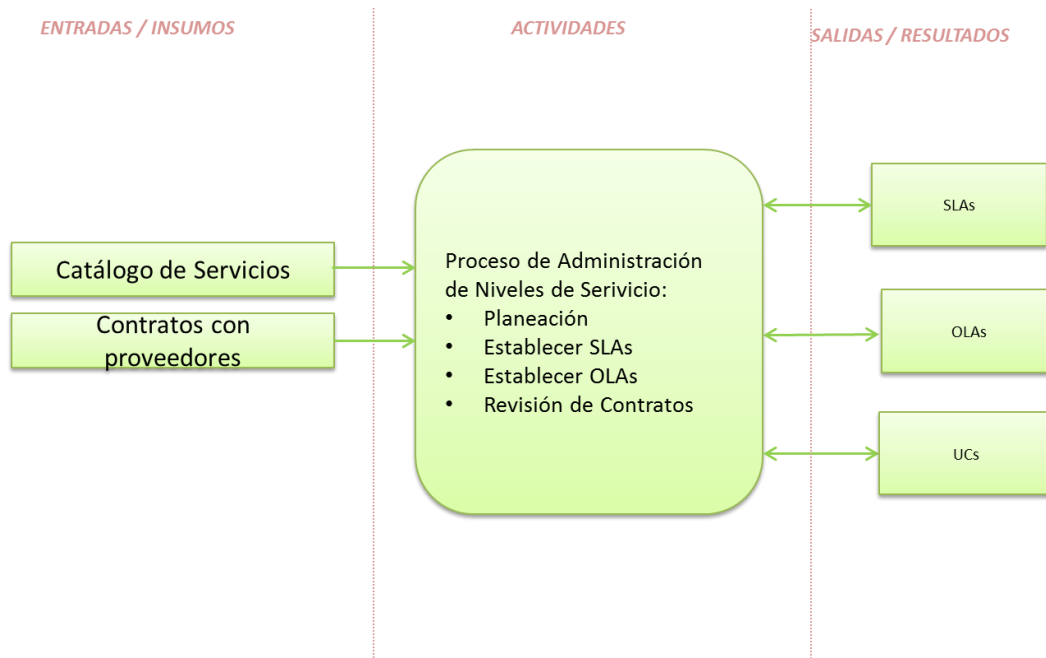 ENTRADAS / INSUMOS
ACTIVIDADES
SALIDAS / RESULTADOS
Catálogo de Servicios
Contratos con
proveedores
Proceso de Administración
de Niveles de Serivicio:
• Planeación
• Establecer SLAs
• Establecer OLAs
• Revisión de Contratos
SLAs
OLAs
UCs